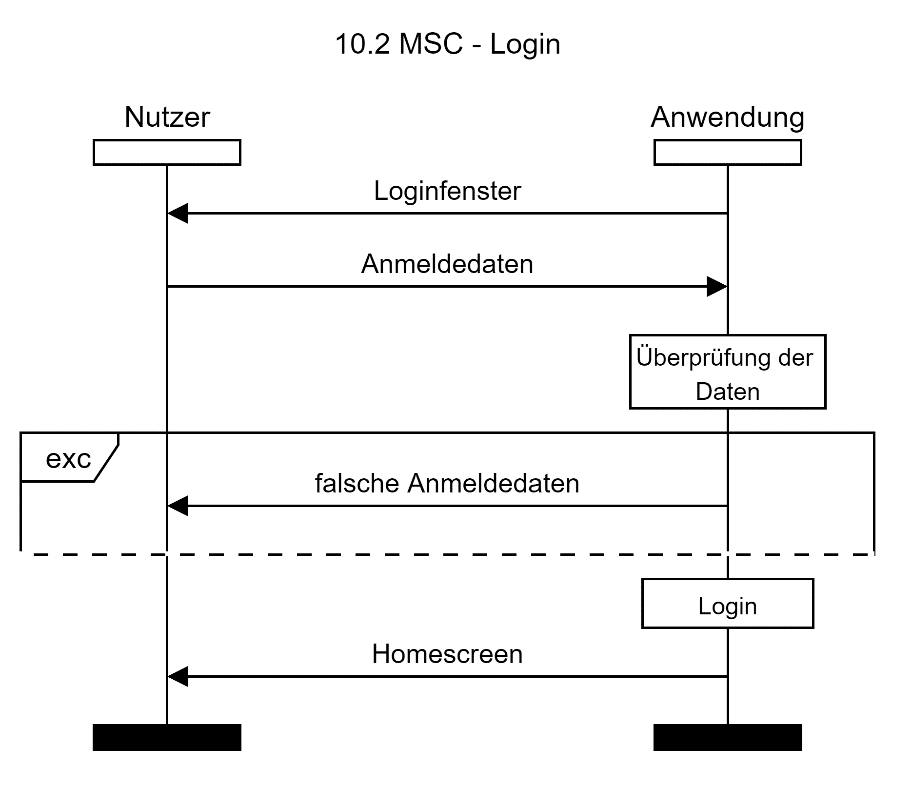 10.2 MSC - Login
Nutzer
Anwendung
Loginfenster
Anmeldedaten
Überprüfung der
Daten
exc
falsche Anmeldedaten
Login
Homescreen